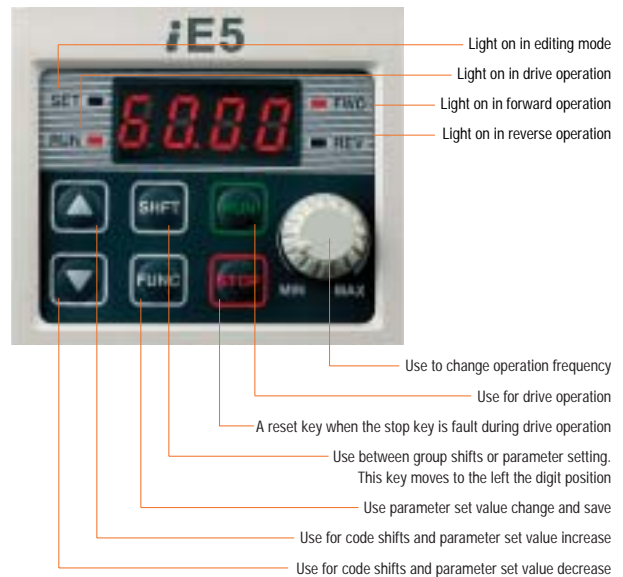 iE5
Light on in editing mode
Light on in drive operation
Light on in forward operation
Light on in reverse operation
SET
60.00
FWD
RUN
REV
SHFT
RUN
FUNC
STOP
MIN
MAX
Use to change operation frequency
Use for drive operation
A reset key when the stop key is fault during drive operation
Use between group shifts or parameter setting.
This key moves to the left the digit position
Use parameter set value change and save
Use for code shifts and parameter set value increase
Use for code shifts and parameter set value decrease